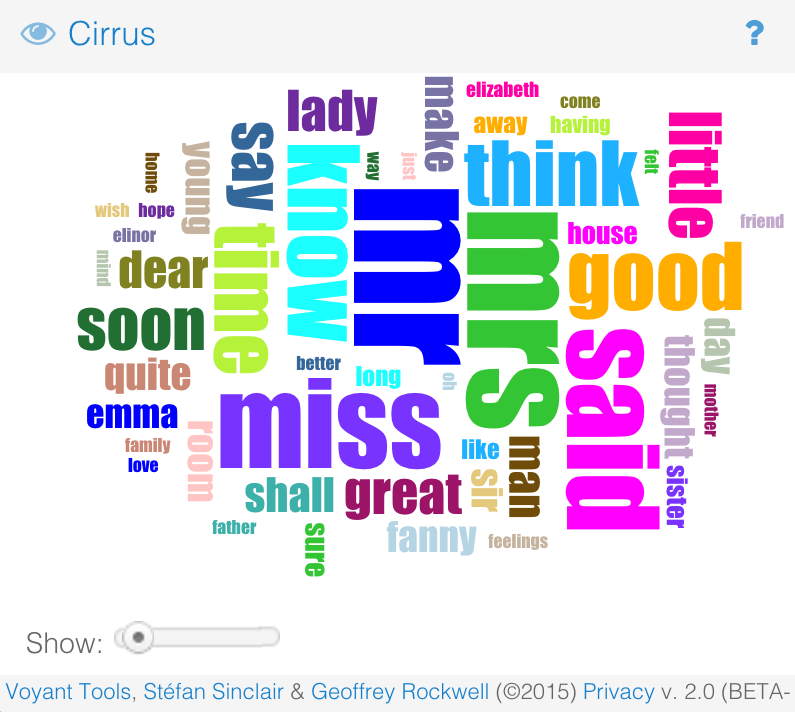 Cirrus ?
elizabeth
come
lady
make
away
having
little
say
young
home
way
just
know
think
felt
wish
hope
mr
mrs
friend
elinor
time
house
mind
dear
good
soon
said
day
quite
better
long
oh
thought
miss
emma
mother
family
love
room
like
man
sir
sister
shall
great
father
sure
fanny
feelings
Show:
Voyant Tools, Stéfan Sinclair & Geoffrey Rockwell (©2015) Privacy v. 2.0 (BETA-